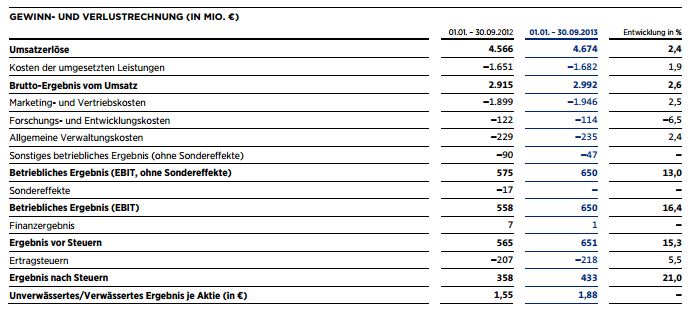 GEWINN- UND VERLUSTRECHNUNG (IN MIO. €)
01.01. – 30.09.2012 01.01. – 30.09.2013 Entwicklung in %
Umsatzerlöse 4.566 4.674 2,4
Kosten der umgesetzten Leistungen –1.651 –1.682 1,9
Brutto-Ergebnis vom Umsatz 2.915 2.992 2,6
Marketing- und Vertriebskosten –1.899 –1.946 2,5
Forschungs- und Entwicklungskosten –122 –114 –6,5
Allgemeine Verwaltungskosten –229 –235 2,4
Sonstiges betriebliches Ergebnis (ohne Sondereffekte) –90 –47 –
Betriebliches Ergebnis (EBIT, ohne Sondereffekte) 575 650 13,0
Sondereffekte –17 – –
Betriebliches Ergebnis (EBIT) 558 650 16,4
Finanzergebnis 7 1 –
Ergebnis vor Steuern 565 651 15,3
Ertragsteuern –207 –218 5,5
Ergebnis nach Steuern 358 433 21,0
Unverwässertes/Verwässertes Ergebnis je Aktie (in €) 1,55 1,88 –